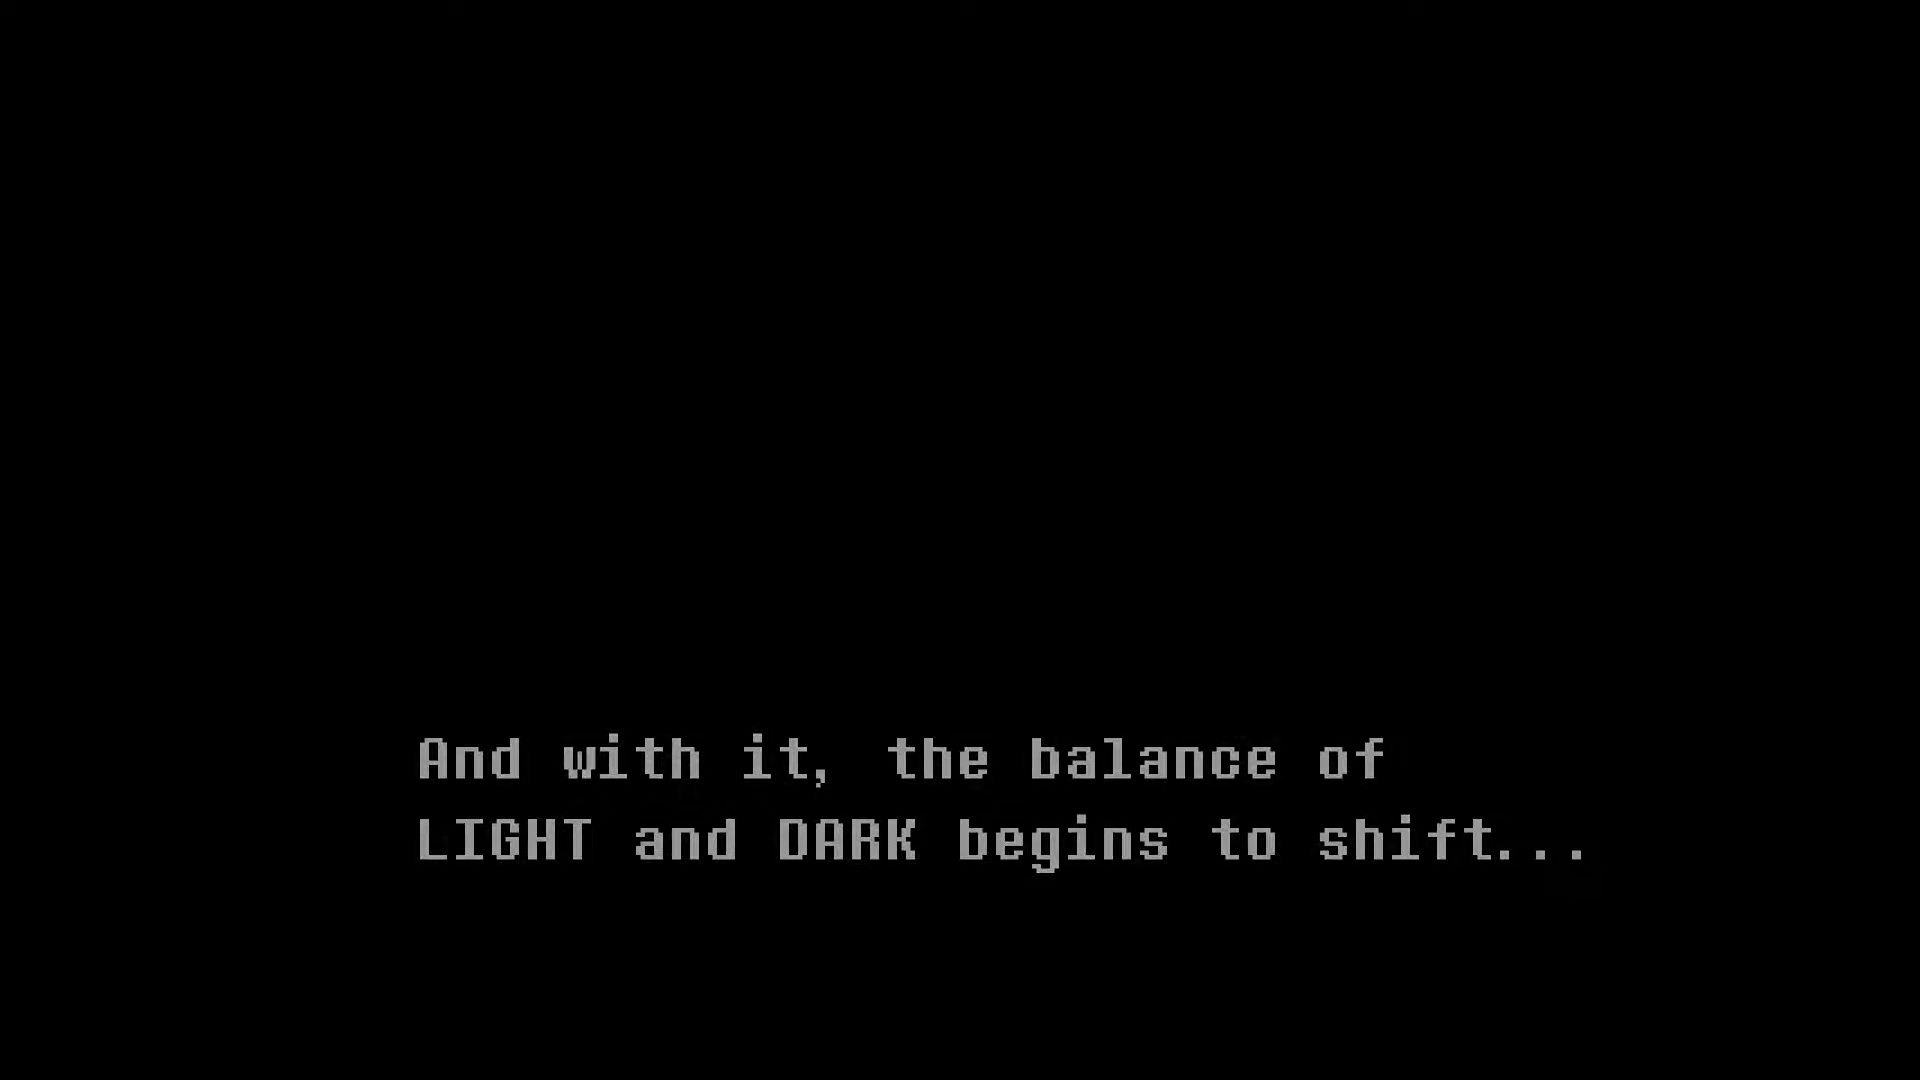 And with it, the balance of
LIGHT and DARK begins to shift...